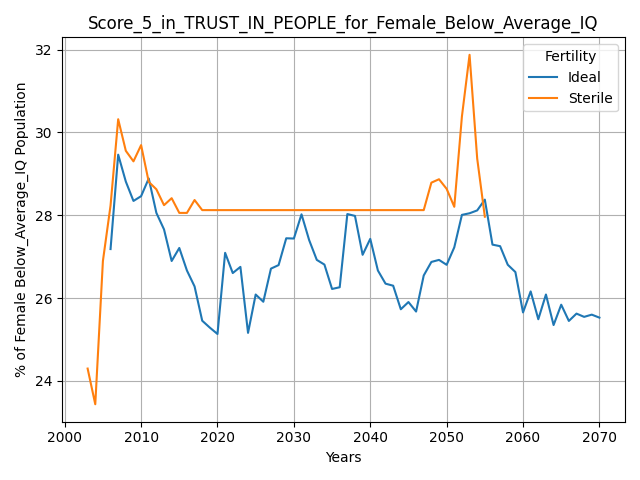 Score_5_in_TRUST_IN_PEOPLE_for_Female_Below_Average_IQ
% of Female Below_Average_IQ Population
32
30
28
26
24
Fertility
Ideal
Sterile
2000 2010 2020 2030 2040 2050 2060 2070
Years